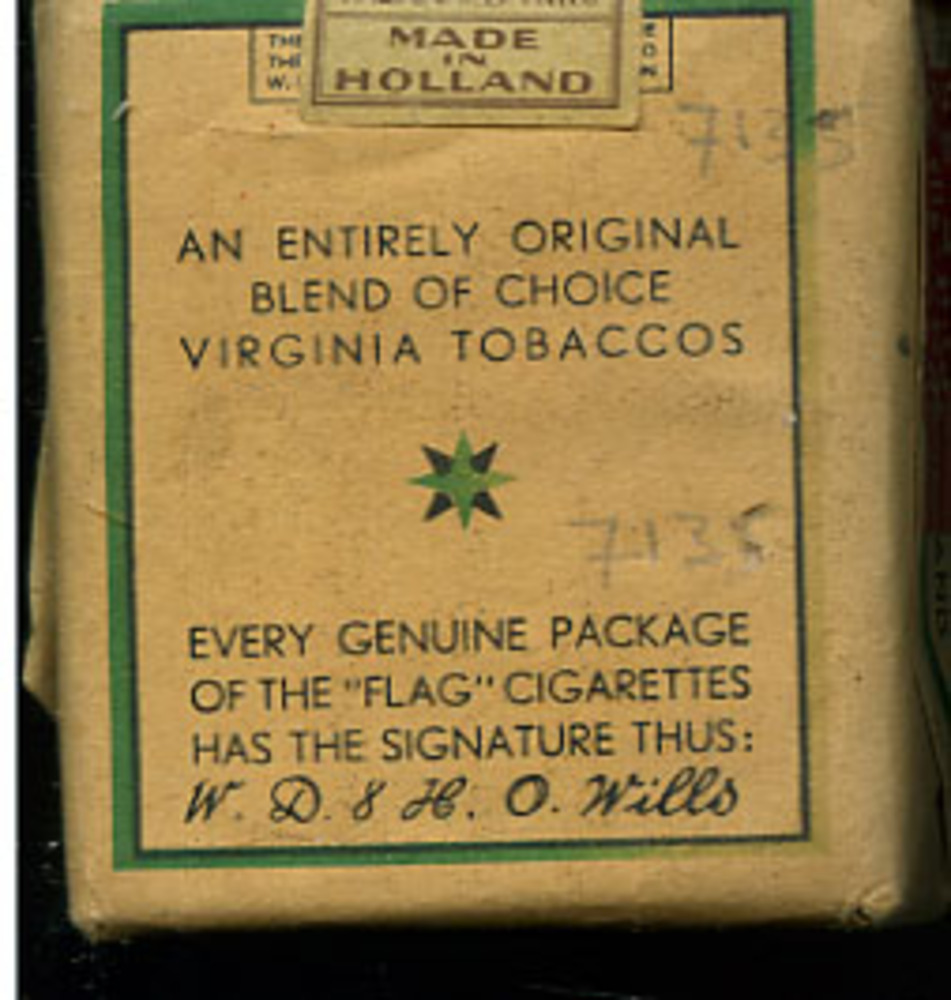 MADE
IN
HOLLAND
THE
W.
7135
AN ENTIRELY ORIGINAL
BLEND OF CHOICE
VIRGINIA TOBACCOS
7135
EVERY GENUINE PACKAGE
OF THE "FLAG" CIGARETTES
HAS THE SIGNATURE THUS:
W. D. & H. O. Wills